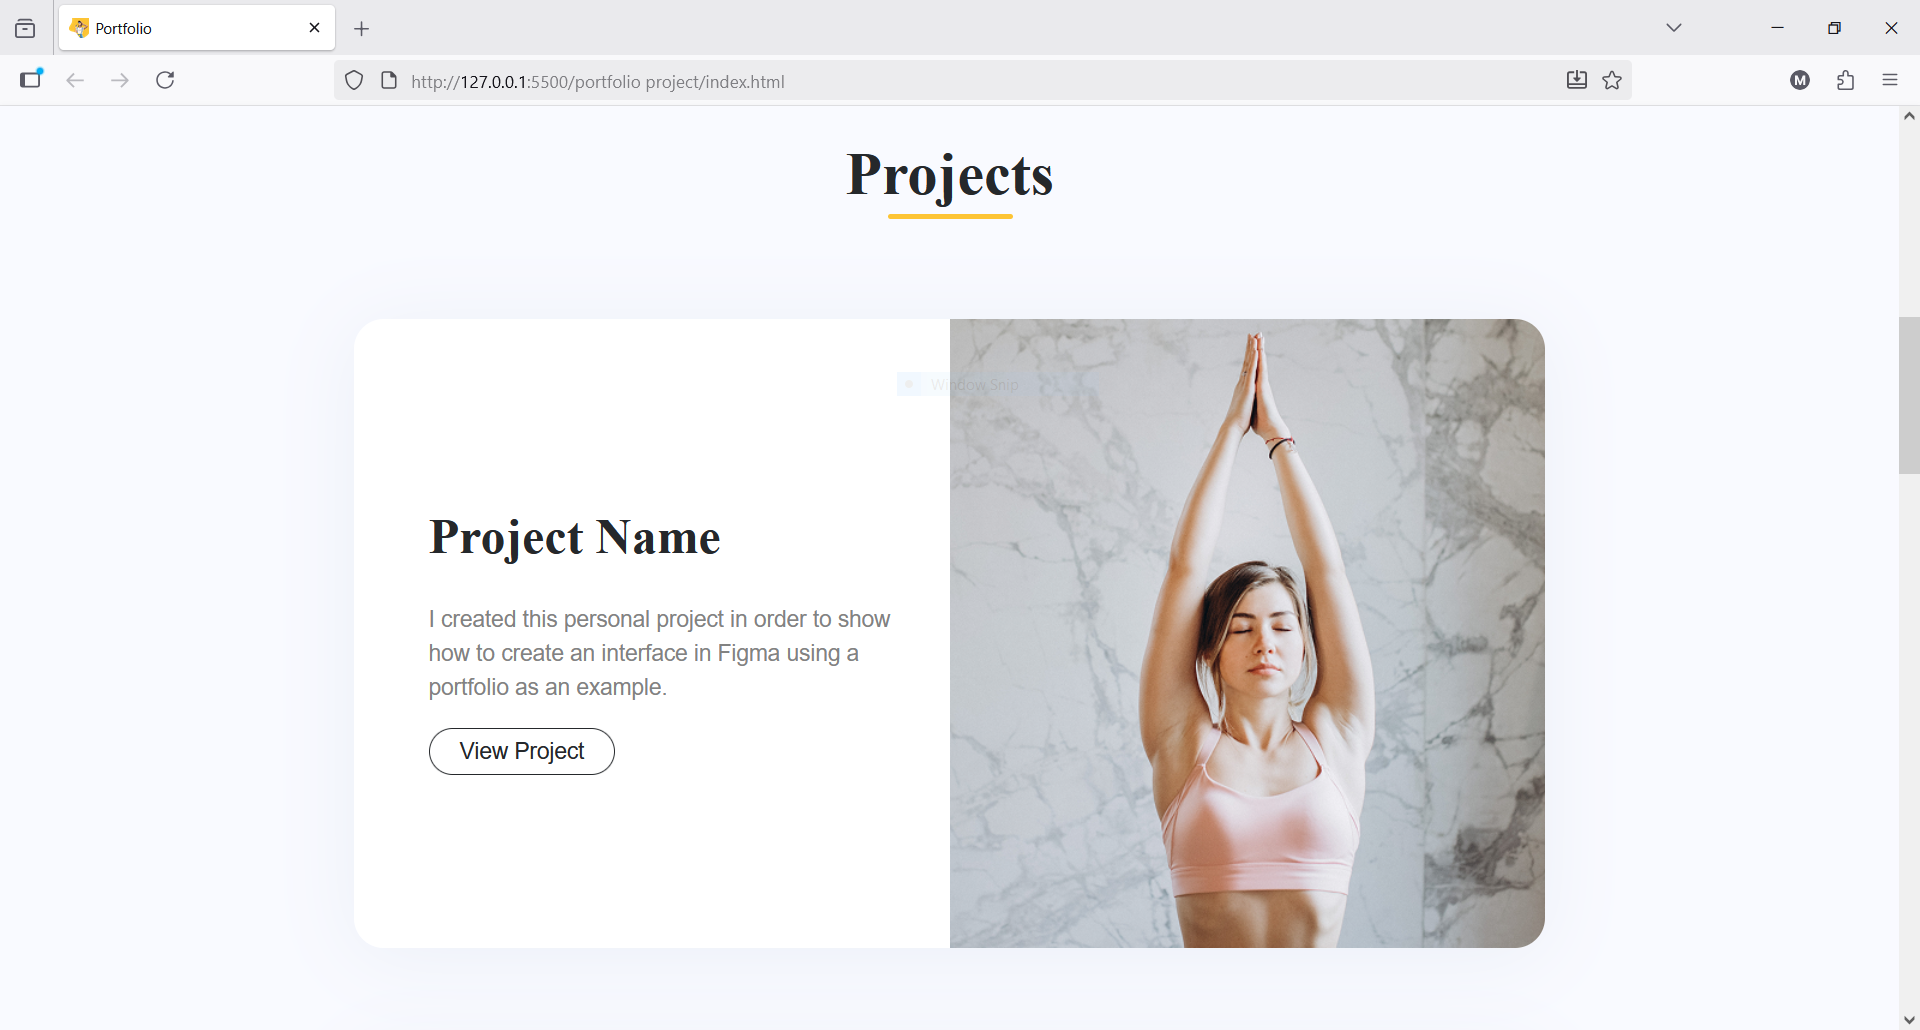 Portfolio
http://127.0.0.1:5500/portfolio project/index.html
M
Projects
Window Snip
Project Name
I created this personal project in order to show
how to create an interface in Figma using a
portfolio as an example.
View Project